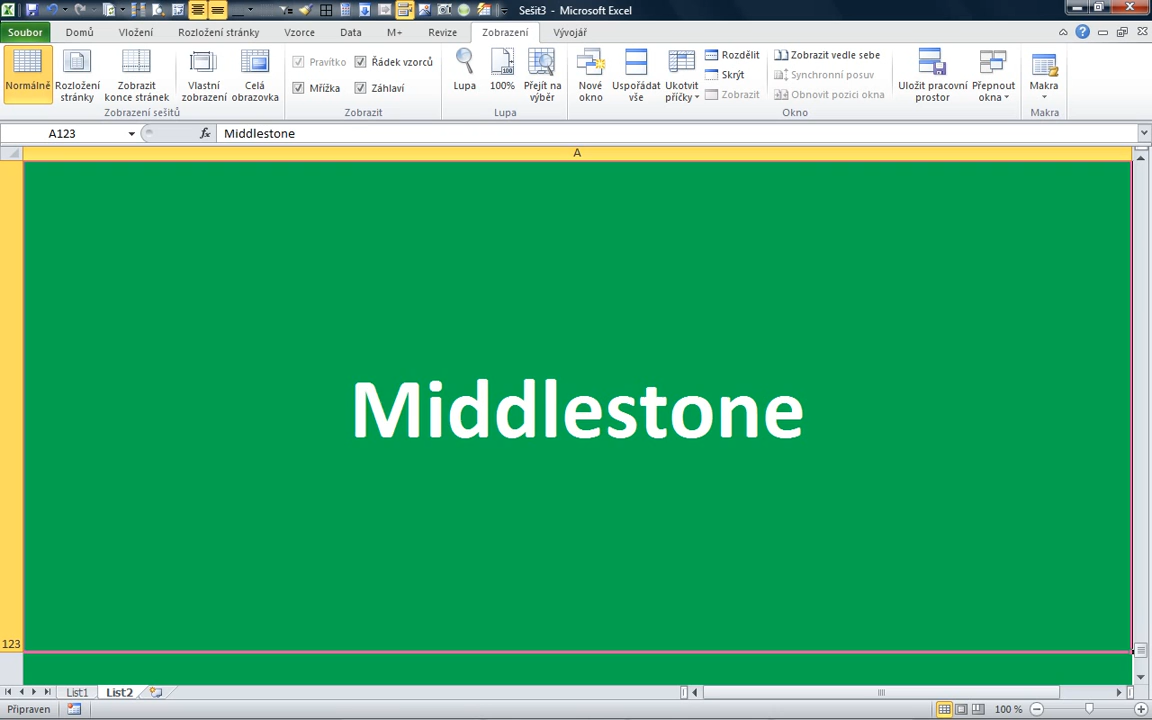 Sešit3 - Microsoft Excel
Soubor Domů Vložení Rozložení stránky Vzorce Data M+ Revize Zobrazení Vývojář
Normálně
Rozložení stránky
Zobrazit konce stránek
Vlastní zobrazení
Celá obrazovka
Zobrazení sešitů
Pravítko
Řádek vzorců
Mřížka
Záhlaví
Zobrazit
Lupa
100%
Přejít na výběr
Lupa
Nové okno
Uspořádat vše
Ukotvit příčky
Rozdělit
Skrýt
Zobrazit
Zobrazit vedle sebe
Synchronní posuv
Obnovit pozici okna
Okno
Uložit pracovní prostor
Přepnout okna
Makra
Makra
A123
fx
Middlestone
A
Middlestone
123
List1 List2
Připraven
100 %